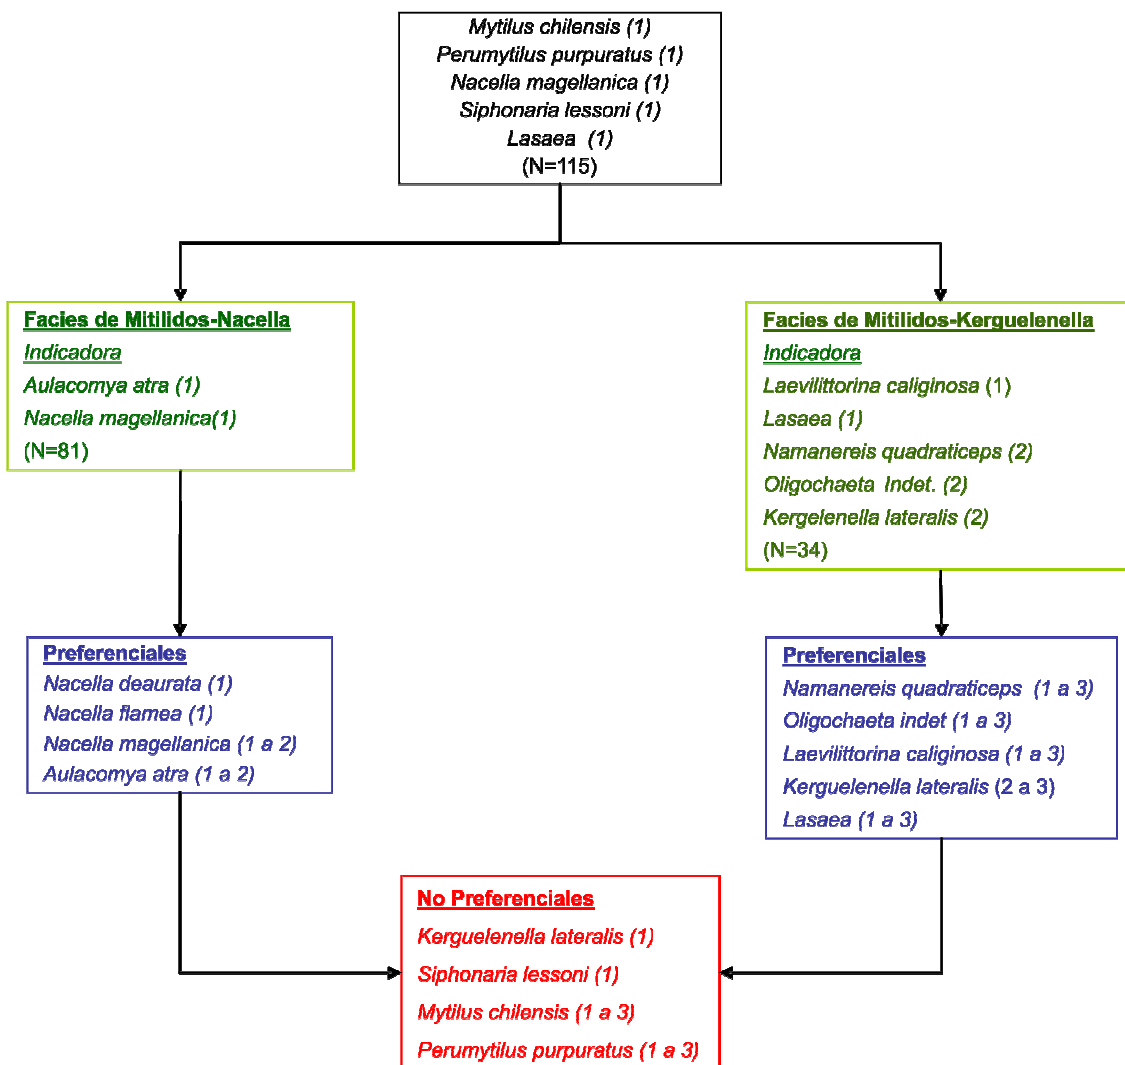 Mytilus chilensis (1)
Perumytilus purpuratus (1)
Nacella magellanica (1)
Siphonaria lessoni (1)
Lasaea (1)
(N=115)
Facies de Mitilidos-Nacella
Indicadora
Aulacomya atra (1)
Nacella magellanica(1)
(N=81)
Facies de Mitilidos-Kerguelenella
Indicadora
Laevilittorina caliginosa (1)
Lasaea (1)
Namanereis quadraticeps (2)
Oligochaeta Indet. (2)
Kergelenella lateralis (2)
(N=34)
Preferenciales
Nacella deaurata (1)
Nacella flamea (1)
Nacella magellanica (1 a 2)
Aulacomya atra (1 a 2)
Preferenciales
Namanereis quadraticeps (1 a 3)
Oligochaeta indet (1 a 3)
Laevilittorina caliginosa (1 a 3)
Kerguelenella lateralis (2 a 3)
Lasaea (1 a 3)
No Preferenciales
Kerguelenella lateralis (1)
Siphonaria lessoni (1)
Mytilus chilensis (1 a 3)
Perumytilus purpuratus (1 a 3)